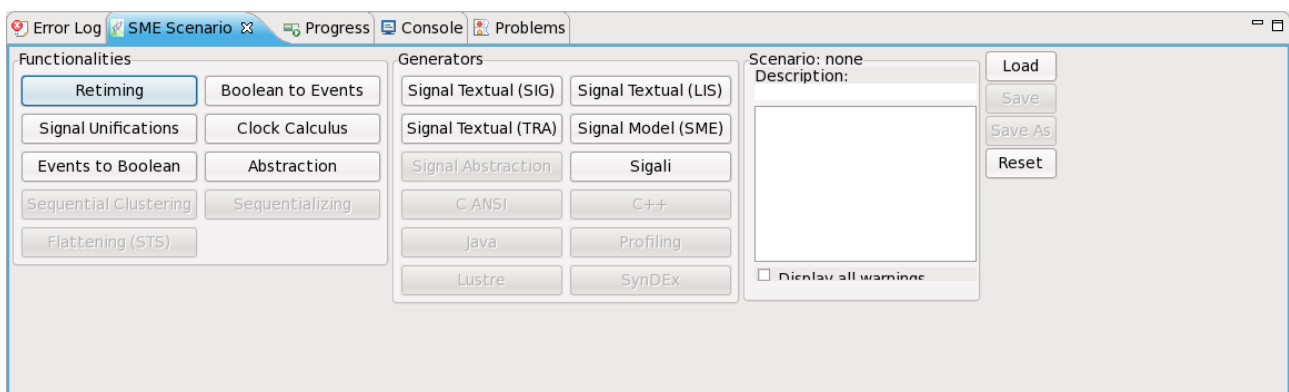 Error Log SME Scenario Progress Console Problems
Functionalities
Retiming Boolean to Events
Signal Unifications Clock Calculus
Events to Boolean Abstraction
Sequential Clustering Sequentializing
Flattening (STS)
Generators
Signal Textual (SIG) Signal Textual (LIS)
Signal Textual (TRA) Signal Model (SME)
Signal Abstraction Sigali
C ANSI C++
Java Profiling
Lustre SynDEx
Scenario: none
Description:
Display all warnings
Load
Save
Save As
Reset